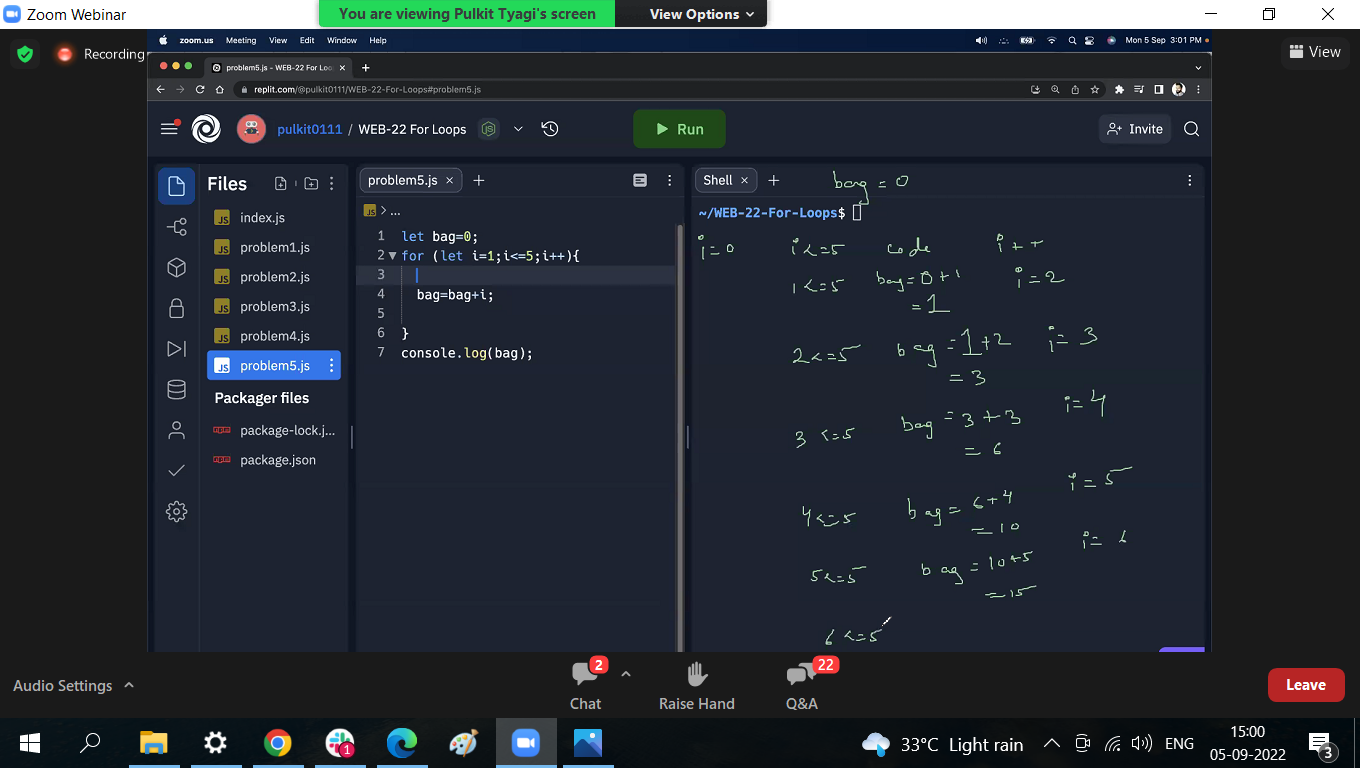 Zoom Webinar
You are viewing Pulkit Tyagi's screen
View Options
Recording
zoom.us Meeting View Edit Window Help
Mon 5 Sep 3:01 PM
View
problem5.js - WEB-22 For Loo
replit.com/@pulkit0111/WEB-22-For-Loops#problem5.js
pulkit0111 / WEB-22 For Loops
Run
Invite
Files
index.js
problem1.js
problem2.js
problem3.js
problem4.js
problem5.js
Packager files
package-lock.j...
package.json
problem5.js
JS > ...
1 let bag=0;
2 for (let i=1;i<=5;i++){
3
4 bag=bag+i;
5
6 }
7 console.log(bag);
Shell
bag = 0
~/WEB-22-For-Loops$
i=0 i<=5 code i++
1<=5 bag=0+1 i=2
=1
2<=5 bag=1+2 i=3
=3
3<=5 bag=3+3 i=4
=6
4<=5 bag=6+4 i=5
=10
5<=5 bag=10+5 i=6
=15
6<=5
Audio Settings
2
Chat
Raise Hand
22
Q&A
Leave
1
33°C Light rain
ENG
15:00
05-09-2022
3